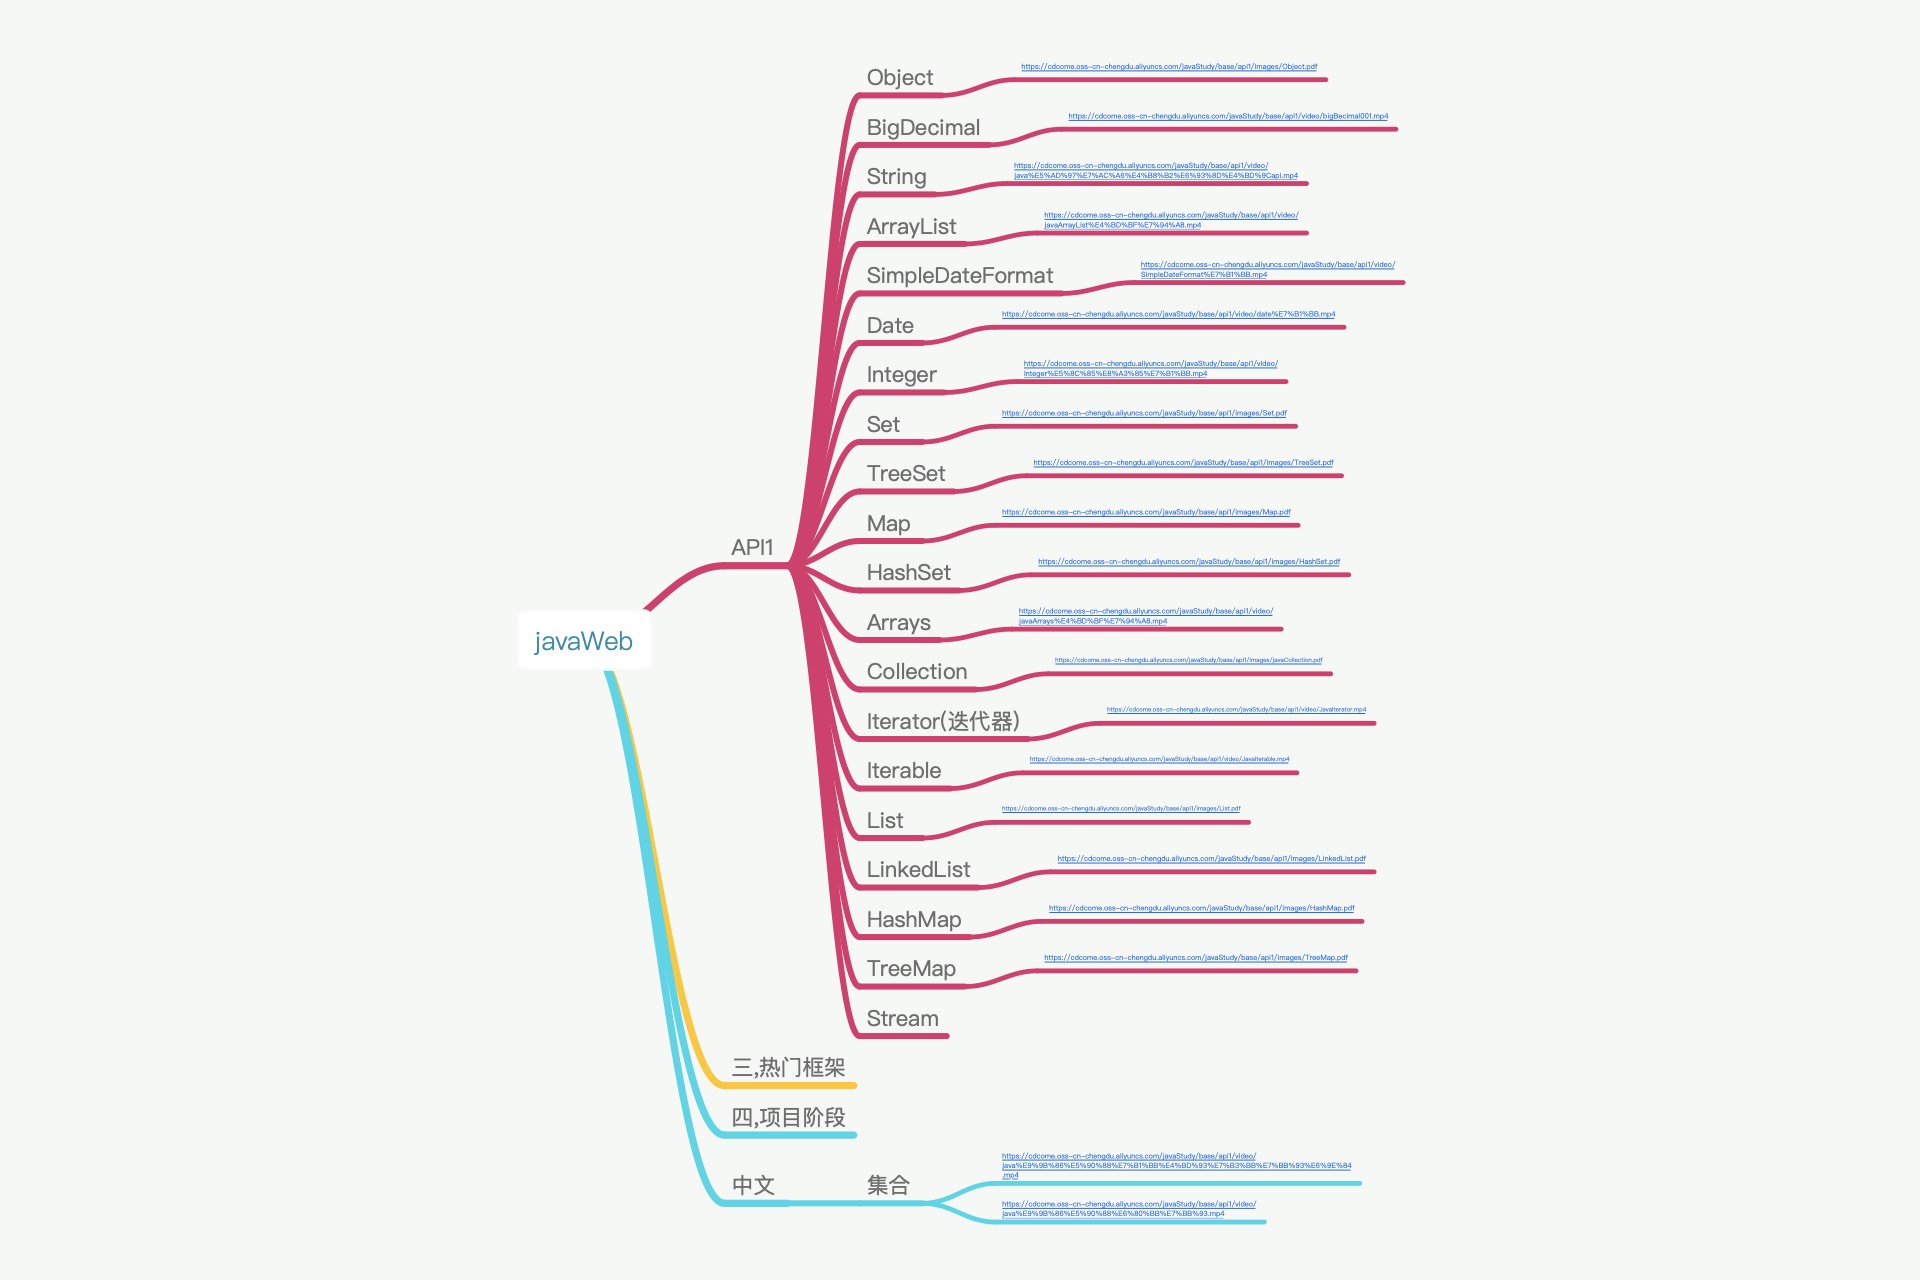 Object
https://cdcome.oss-cn-chengdu.aliyuncs.com/javaStudy/base/api1/images/Object.pdf
BigDecimal
https://cdcome.oss-cn-chengdu.aliyuncs.com/javaStudy/base/api1/video/bigBecimal001.mp4
String
https://cdcome.oss-cn-chengdu.aliyuncs.com/javaStudy/base/api1/video/
java%E5%AD%97%E7%AC%A6%E4%B8%B2%E6%93%8D%E4%BD%9Capi.mp4
ArrayList
https://cdcome.oss-cn-chengdu.aliyuncs.com/javaStudy/base/api1/video/
javaArrayList%E4%BD%BF%E7%94%A8.mp4
SimpleDateFormat
https://cdcome.oss-cn-chengdu.aliyuncs.com/javaStudy/base/api1/video/
SimpleDateFormat%E7%B1%BB.mp4
Date
https://cdcome.oss-cn-chengdu.aliyuncs.com/javaStudy/base/api1/video/date%E7%B1%BB.mp4
Integer
https://cdcome.oss-cn-chengdu.aliyuncs.com/javaStudy/base/api1/video/
Integer%E5%8C%85%E8%A3%85%E7%B1%BB.mp4
Set
https://cdcome.oss-cn-chengdu.aliyuncs.com/javaStudy/base/api1/images/Set.pdf
TreeSet
https://cdcome.oss-cn-chengdu.aliyuncs.com/javaStudy/base/api1/images/TreeSet.pdf
Map
https://cdcome.oss-cn-chengdu.aliyuncs.com/javaStudy/base/api1/images/Map.pdf
API1
HashSet
https://cdcome.oss-cn-chengdu.aliyuncs.com/javaStudy/base/api1/images/HashSet.pdf
Arrays
https://cdcome.oss-cn-chengdu.aliyuncs.com/javaStudy/base/api1/video/
javaArrays%E4%BD%BF%E7%94%A8.mp4
javaWeb
Collection
https://cdcome.oss-cn-chengdu.aliyuncs.com/javaStudy/base/api1/images/javaCollection.pdf
Iterator(迭代器)
https://cdcome.oss-cn-chengdu.aliyuncs.com/javaStudy/base/api1/video/JavaIterator.mp4
Iterable
https://cdcome.oss-cn-chengdu.aliyuncs.com/javaStudy/base/api1/video/JavaIterable.mp4
List
https://cdcome.oss-cn-chengdu.aliyuncs.com/javaStudy/base/api1/images/List.pdf
LinkedList
https://cdcome.oss-cn-chengdu.aliyuncs.com/javaStudy/base/api1/images/LinkedList.pdf
HashMap
https://cdcome.oss-cn-chengdu.aliyuncs.com/javaStudy/base/api1/images/HashMap.pdf
TreeMap
https://cdcome.oss-cn-chengdu.aliyuncs.com/javaStudy/base/api1/images/TreeMap.pdf
Stream
三,热门框架
四,项目阶段
中文
集合
https://cdcome.oss-cn-chengdu.aliyuncs.com/javaStudy/base/api1/video/
java%E9%9B%86%E5%90%88%E7%B1%BB%E4%BD%93%E7%B3%BB%E7%BB%93%E6%9E%84
.mp4
https://cdcome.oss-cn-chengdu.aliyuncs.com/javaStudy/base/api1/video/
java%E9%9B%86%E5%90%88%E6%80%BB%E7%BB%93.mp4